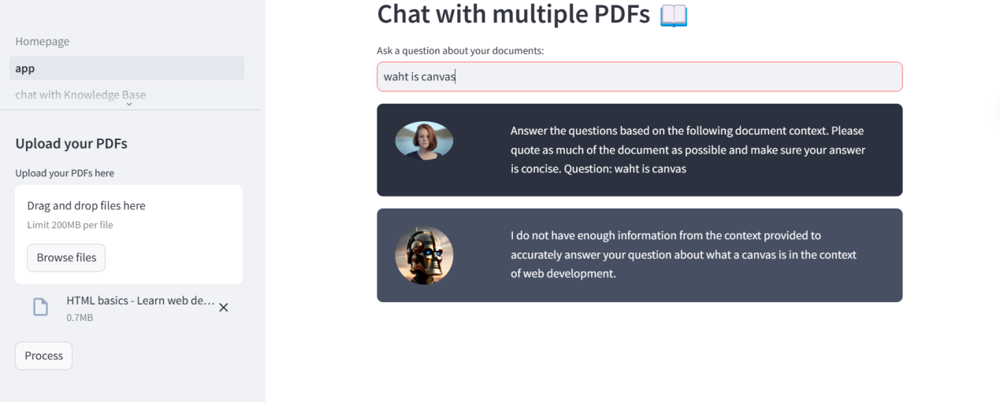 Homepage
app
chat with Knowledge Base
Upload your PDFs
Upload your PDFs here
Drag and drop files here
Limit 200MB per file
Browse files
HTML basics - Learn web de...
0.7MB
Process
Chat with multiple PDFs
Ask a question about your documents:
waht is canvas
Answer the questions based on the following document context. Please
quote as much of the document as possible and make sure your answer
is concise. Question: waht is canvas
I do not have enough information from the context provided to
accurately answer your question about what a canvas is in the context
of web development.